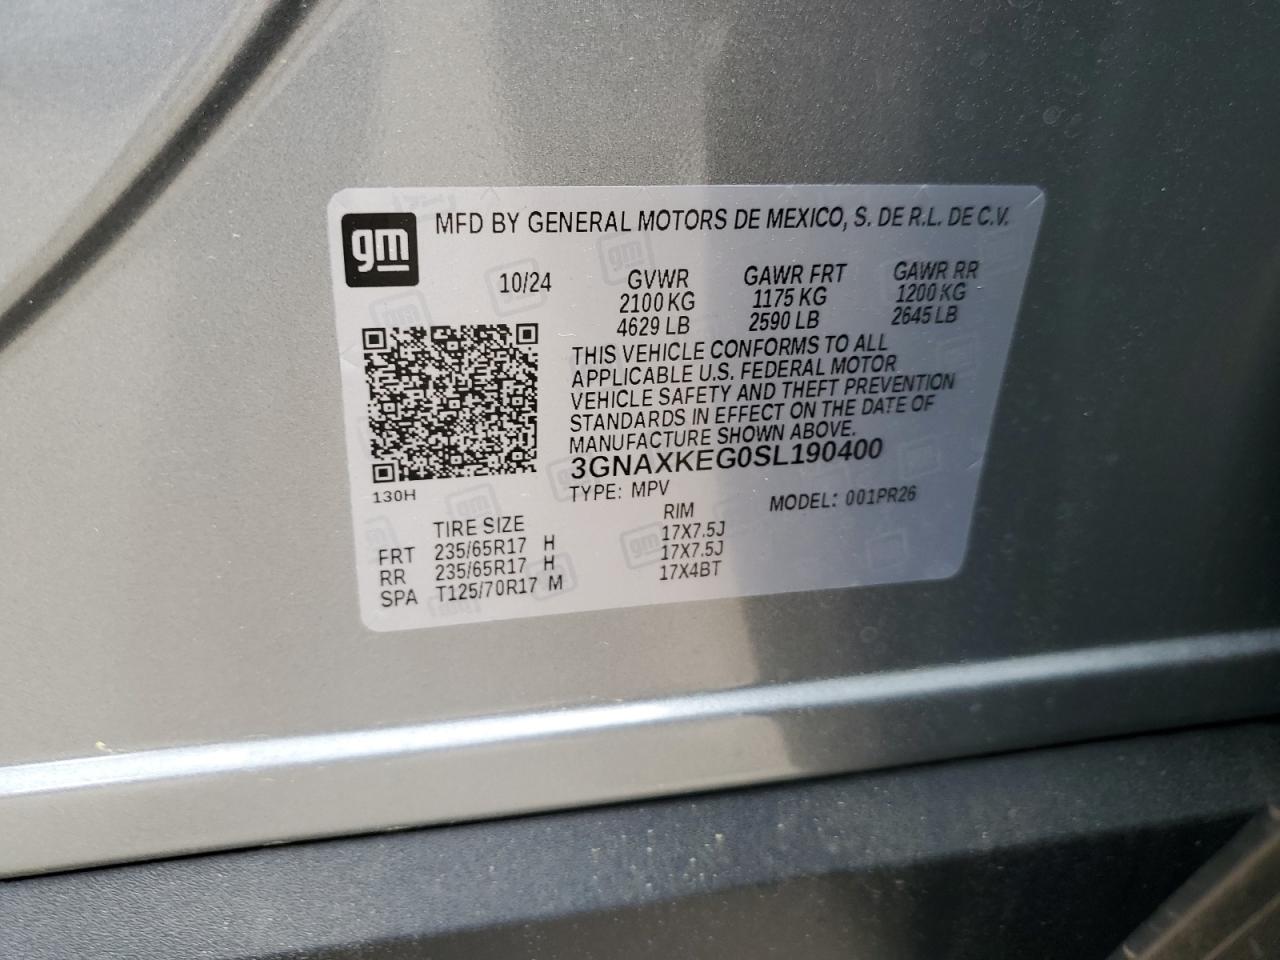 gm
MFD BY GENERAL MOTORS DE MEXICO, S. DE R.L. DE C.V.
10/24 GVWR GAWR FRT GAWR RR
2100 KG 1175 KG 1200 KG
4629 LB 2590 LB 2645 LB
THIS VEHICLE CONFORMS TO ALL
APPLICABLE U.S. FEDERAL MOTOR
VEHICLE SAFETY AND THEFT PREVENTION
STANDARDS IN EFFECT ON THE DATE OF
MANUFACTURE SHOWN ABOVE.
3GNAXKEG0SL190400
130H
TYPE: MPV MODEL: 001PR26
TIRE SIZE RIM
FRT 235/65R17 H 17X7.5J
RR 235/65R17 H 17X7.5J
SPA T125/70R17 M 17X4BT